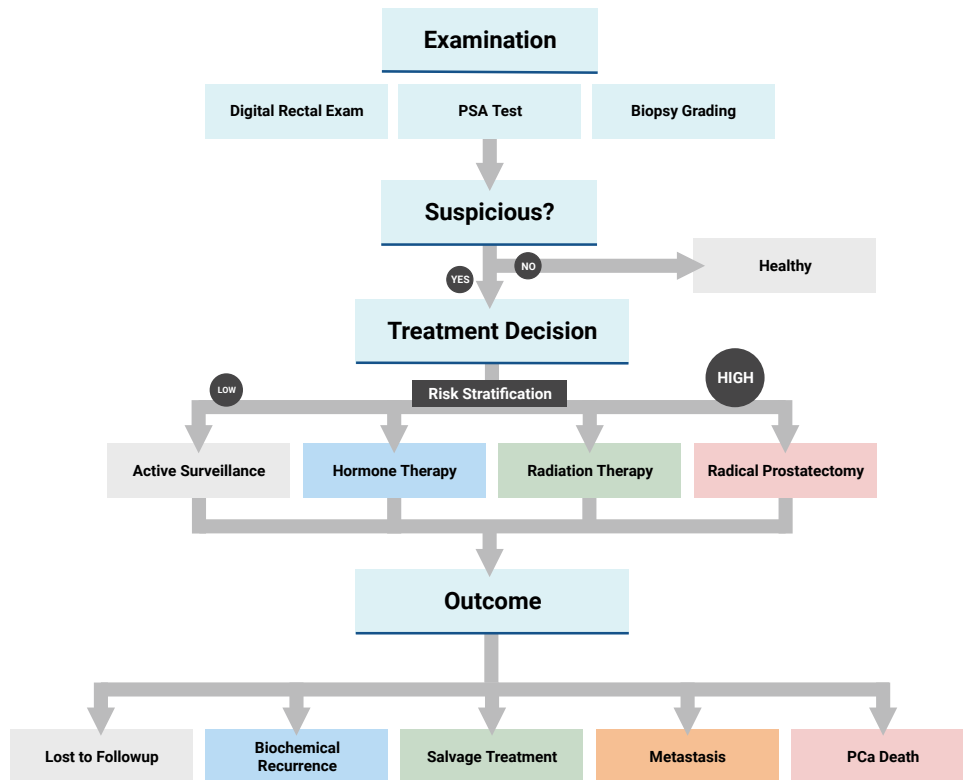 Examination
Digital Rectal Exam
PSA Test
Biopsy Grading
Suspicious?
NO
Healthy
YES
Treatment Decision
LOW
Risk Stratification
HIGH
Active Surveillance
Hormone Therapy
Radiation Therapy
Radical Prostatectomy
Outcome
Lost to Followup
Biochemical
Recurrence
Salvage Treatment
Metastasis
PCa Death